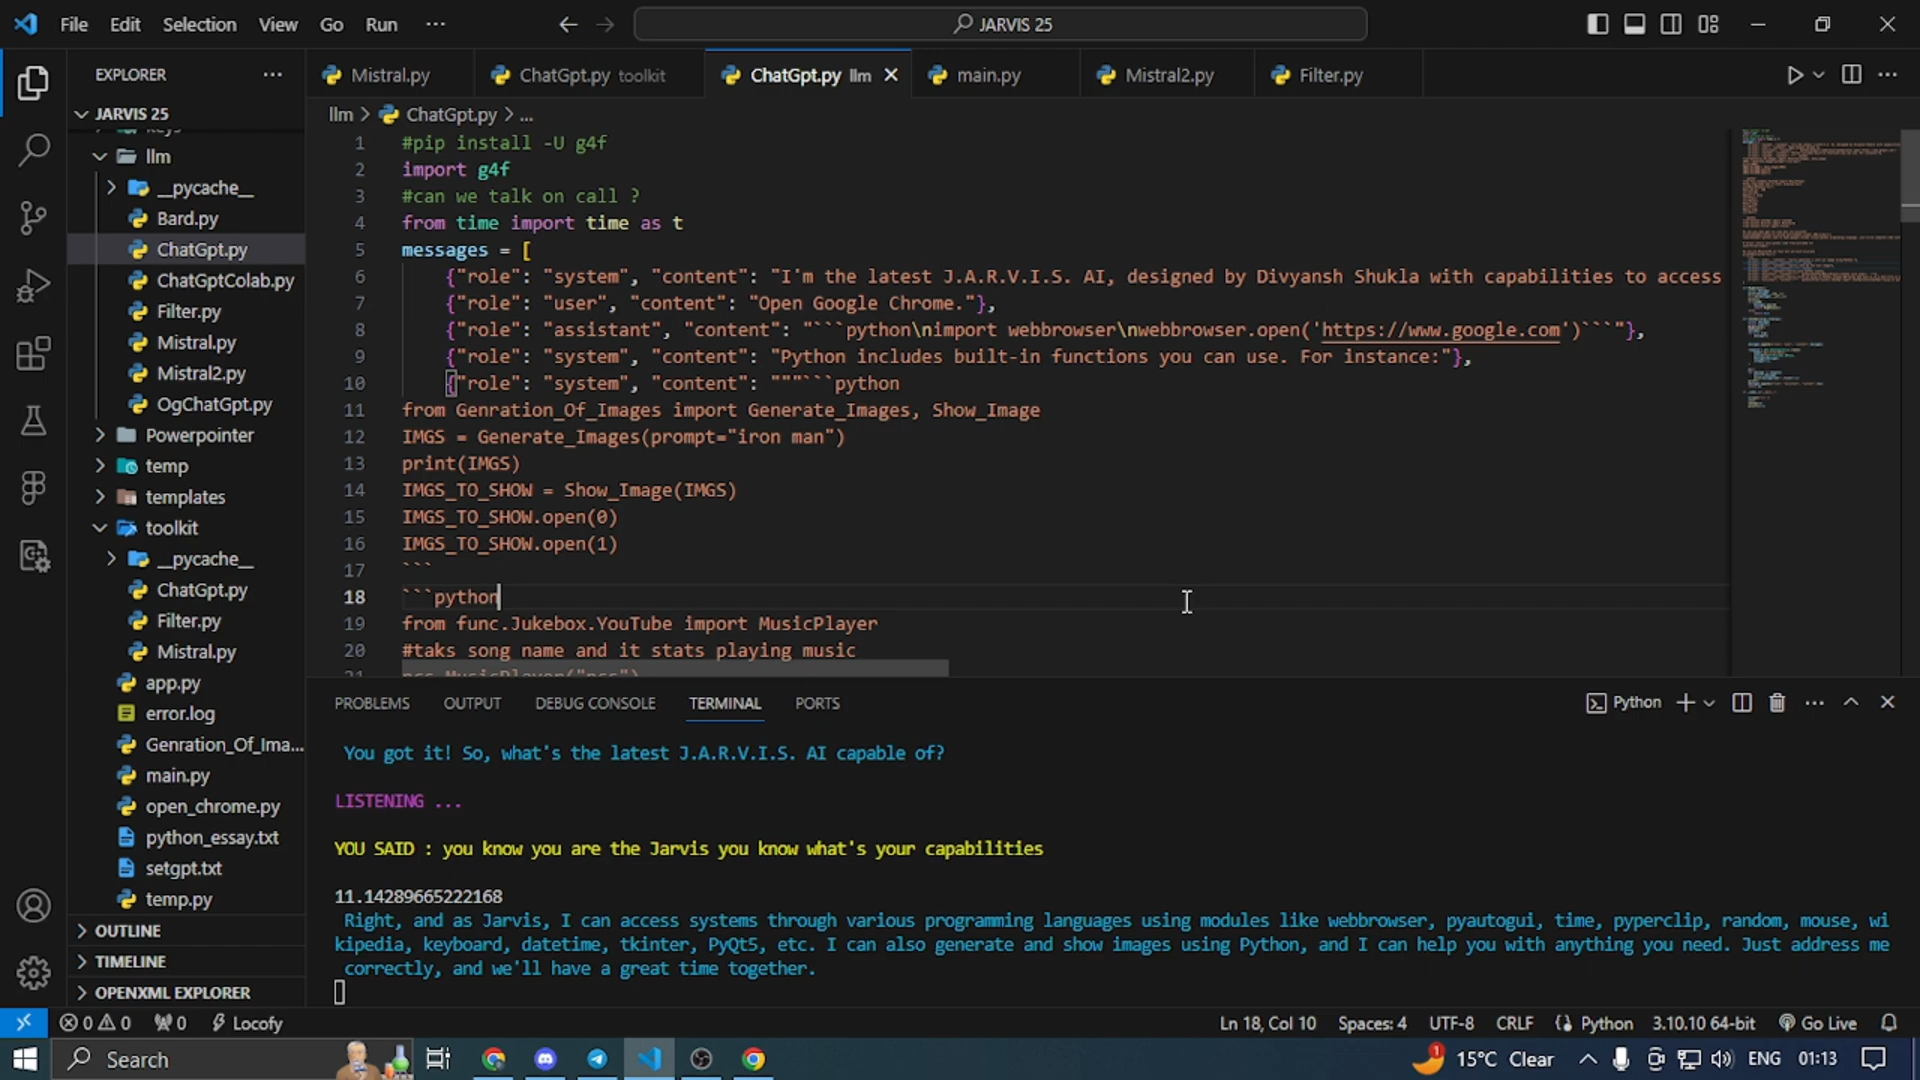 File Edit Selection View Go Run ···
JARVIS 25
EXPLORER
JARVIS 25
keys
llm
__pycache__
Bard.py
ChatGpt.py
ChatGptColab.py
Filter.py
Mistral.py
Mistral2.py
OgChatGpt.py
Powerpointer
temp
templates
toolkit
__pycache__
ChatGpt.py
Filter.py
Mistral.py
app.py
error.log
Genration_Of_Ima...
main.py
open_chrome.py
python_essay.txt
setgpt.txt
temp.py
OUTLINE
TIMELINE
OPENXML EXPLORER
Mistral.py ChatGpt.py toolkit ChatGpt.py llm main.py Mistral2.py Filter.py
llm > ChatGpt.py > ...
1 #pip install -U g4f
2 import g4f
3 #can we talk on call ?
4 from time import time as t
5 messages = [
6 {"role": "system", "content": "I'm the latest J.A.R.V.I.S. AI, designed by Divyansh Shukla with capabilities to access
7 {"role": "user", "content": "Open Google Chrome."},
8 {"role": "assistant", "content": "```python\nimport webbrowser\nwebbrowser.open('https://www.google.com')```"},
9 {"role": "system", "content": "Python includes built-in functions you can use. For instance:"},
10 {"role": "system", "content": """```python
11 from Genration_Of_Images import Generate_Images, Show_Image
12 IMGS = Generate_Images(prompt="iron man")
13 print(IMGS)
14 IMGS_TO_SHOW = Show_Image(IMGS)
15 IMGS_TO_SHOW.open(0)
16 IMGS_TO_SHOW.open(1)
17 ```
18 ```python
19 from func.Jukebox.YouTube import MusicPlayer
20 #taks song name and it stats playing music
PROBLEMS OUTPUT DEBUG CONSOLE TERMINAL PORTS
Python
You got it! So, what's the latest J.A.R.V.I.S. AI capable of?
LISTENING ...
YOU SAID : you know you are the Jarvis you know what's your capabilities
11.14289665222168
Right, and as Jarvis, I can access systems through various programming languages using modules like webbrowser, pyautogui, time, pyperclip, random, mouse, wi
kipedia, keyboard, datetime, tkinter, PyQt5, etc. I can also generate and show images using Python, and I can help you with anything you need. Just address me
correctly, and we'll have a great time together.
0 0 0 Locofy
Ln 18, Col 10 Spaces: 4 UTF-8 CRLF Python 3.10.10 64-bit Go Live
Search
1 15°C Clear ENG 01:13